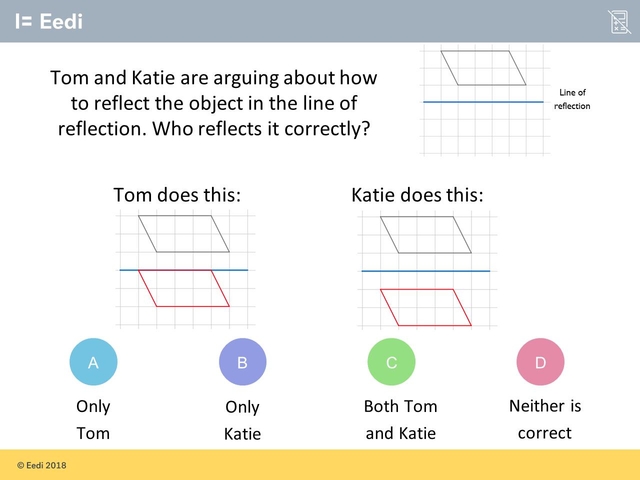 I= Eedi
Tom and Katie are arguing about how
to reflect the object in the line of
reflection. Who reflects it correctly?
Line of
reflection
Tom does this:
Katie does this:
A
Only
Tom
B
Only
Katie
C
Both Tom
and Katie
D
Neither is
correct
© Eedi 2018